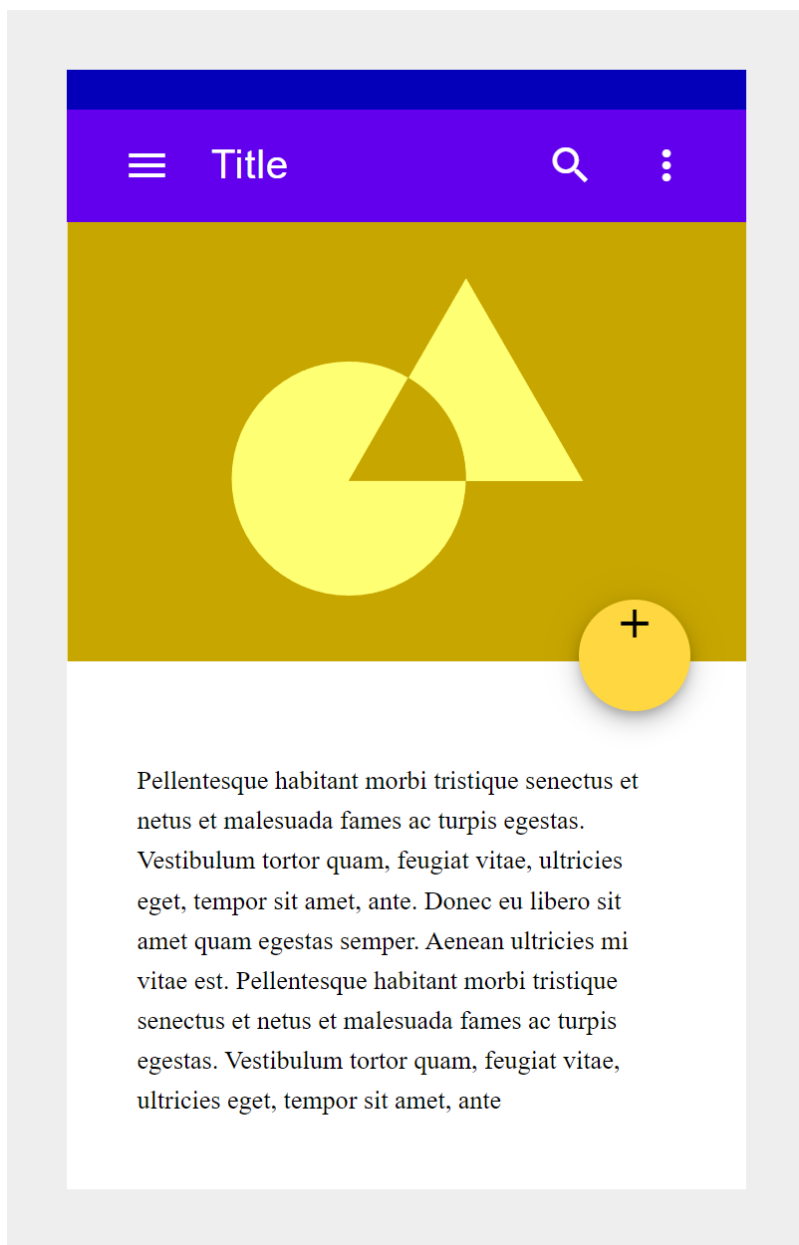 Title
Pellentesque habitant morbi tristique senectus et
netus et malesuada fames ac turpis egestas.
Vestibulum tortor quam, feugiat vitae, ultricies
eget, tempor sit amet, ante. Donec eu libero sit
amet quam egestas semper. Aenean ultricies mi
vitae est. Pellentesque habitant morbi tristique
senectus et netus et malesuada fames ac turpis
egestas. Vestibulum tortor quam, feugiat vitae,
ultricies eget, tempor sit amet, ante